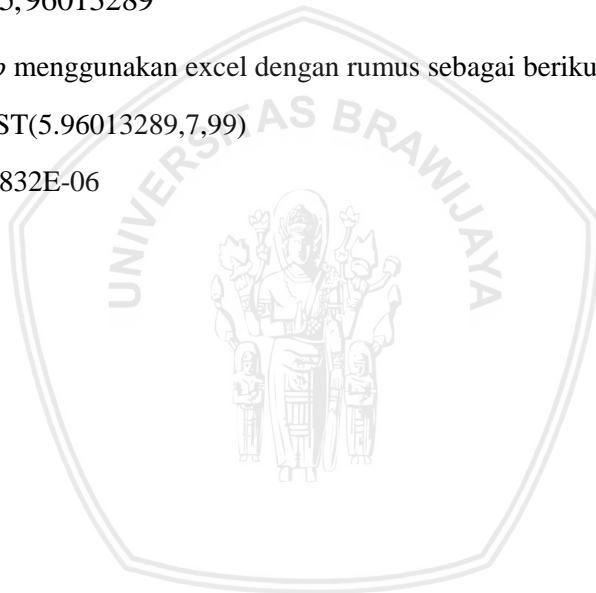 5,96013289
p menggunakan excel dengan rumus sebagai beriku
ST(5.96013289,7,99)
832E-06
UNIVERSITAS BRAWIJAYA